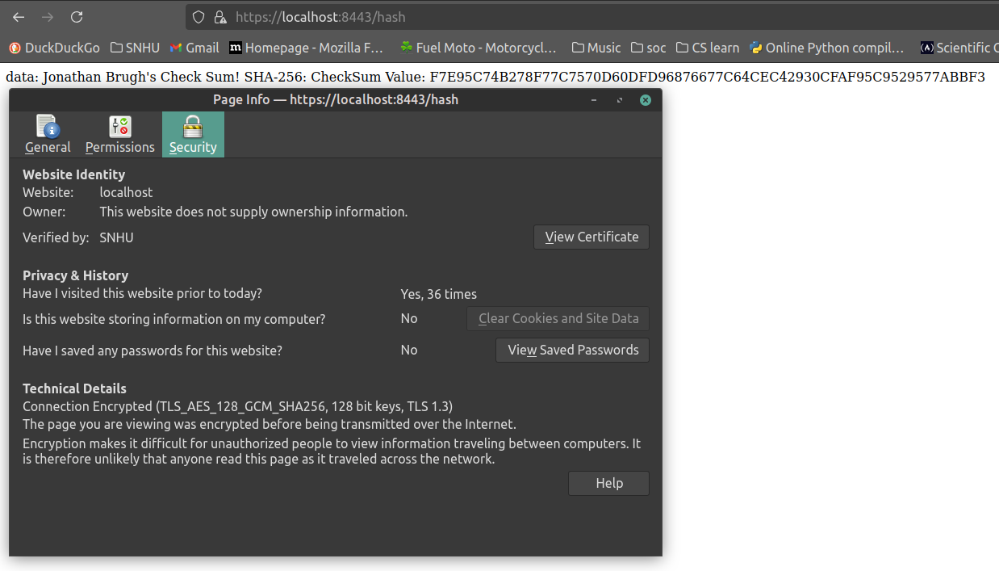 https://localhost:8443/hash
DuckDuckGo SNHU Gmail m Homepage - Mozilla F... Fuel Moto - Motorcycl... Music soc CS learn Online Python compil... (∧) Scientific C
data: Jonathan Brugh's Check Sum! SHA-256: CheckSum Value: F7E95C74B278F77C7570D60DFD96876677C64CEC42930CFAF95C9529577ABBF3
Page Info — https://localhost:8443/hash
General Permissions Security
Website Identity
Website: localhost
Owner: This website does not supply ownership information.
Verified by: SNHU View Certificate
Privacy & History
Have I visited this website prior to today? Yes, 36 times
Is this website storing information on my computer? No Clear Cookies and Site Data
Have I saved any passwords for this website? No View Saved Passwords
Technical Details
Connection Encrypted (TLS_AES_128_GCM_SHA256, 128 bit keys, TLS 1.3)
The page you are viewing was encrypted before being transmitted over the Internet.
Encryption makes it difficult for unauthorized people to view information traveling between computers. It
is therefore unlikely that anyone read this page as it traveled across the network.
Help